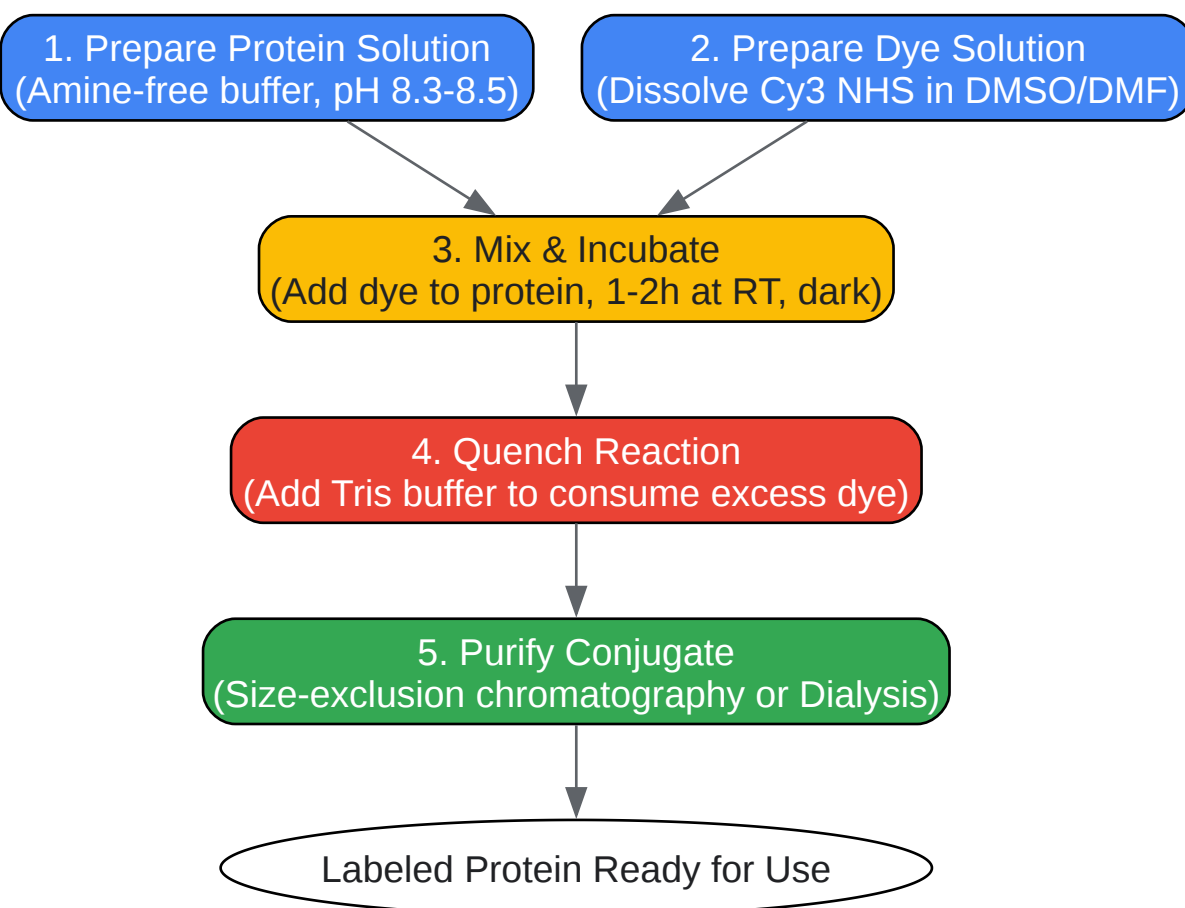 1. Prepare Protein Solution
(Amine-free buffer, pH 8.3-8.5)
2. Prepare Dye Solution
(Dissolve Cy3 NHS in DMSO/DMF)
3. Mix & Incubate
(Add dye to protein, 1-2h at RT, dark)
4. Quench Reaction
(Add Tris buffer to consume excess dye)
5. Purify Conjugate
(Size-exclusion chromatography or Dialysis)
Labeled Protein Ready for Use